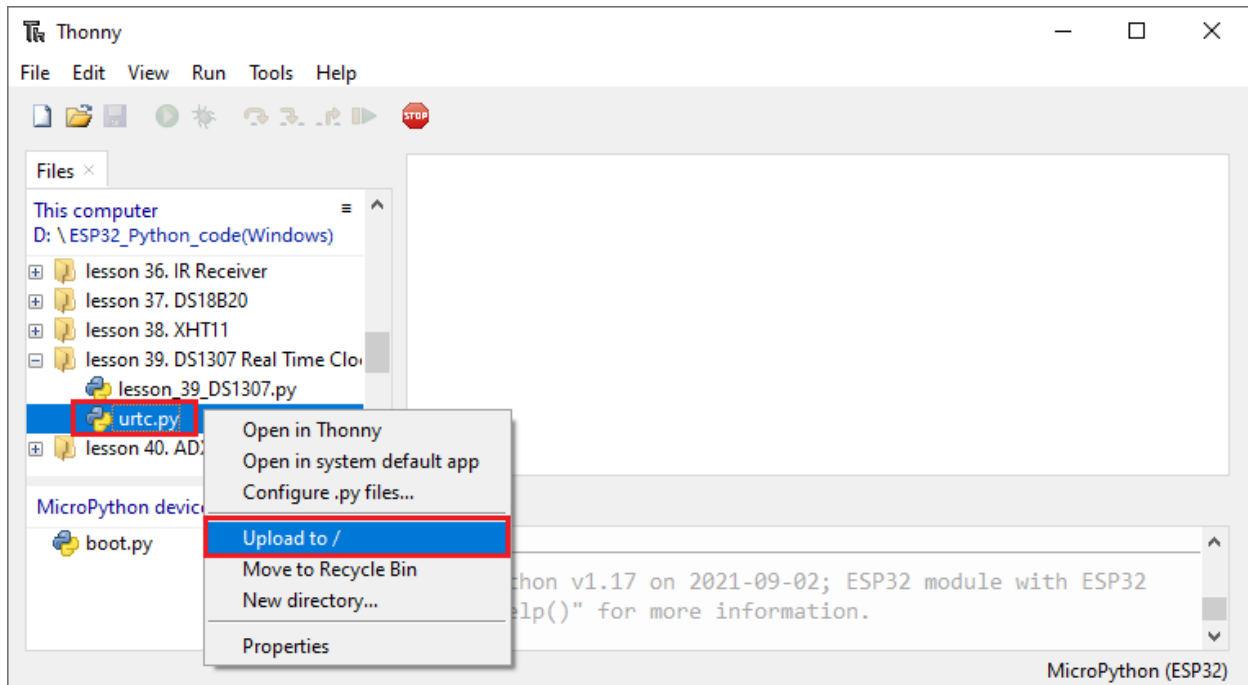 Thonny
File Edit View Run Tools Help
STOP
Files
This computer
D: \ ESP32_Python_code(Windows)
lesson 36. IR Receiver
lesson 37. DS18B20
lesson 38. XHT11
lesson 39. DS1307 Real Time Clo
lesson_39_DS1307.py
urtc.py
lesson 40. AD
Open in Thonny
Open in system default app
Configure .py files...
Upload to /
Move to Recycle Bin
New directory...
Properties
MicroPython devic
boot.py
thon v1.17 on 2021-09-02; ESP32 module with ESP32
elp()" for more information.
MicroPython (ESP32)